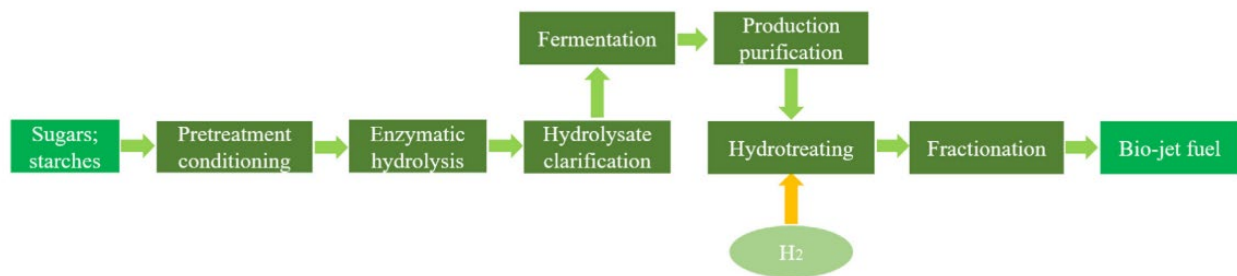 Fermentation
Production
purification
Sugars;
starches
Pretreatment
conditioning
Enzymatic
hydrolysis
Hydrolysate
clarification
Hydrotreating
Fractionation
Bio-jet fuel
H2